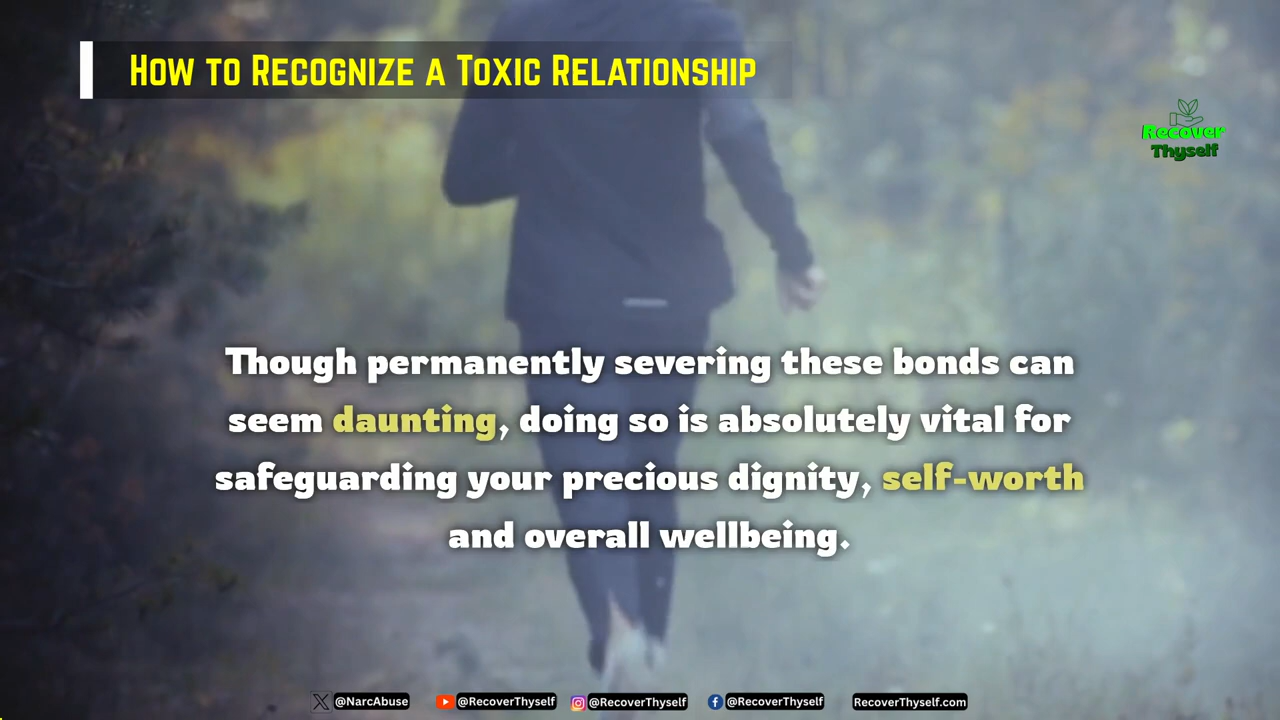 How to Recognize a Toxic Relationship
Recover
Thyself
Though permanently severing these bonds can
seem daunting, doing so is absolutely vital for
safeguarding your precious dignity, self-worth
and overall wellbeing.
@NarcAbuse @RecoverThyself @RecoverThyself @RecoverThyself RecoverThyself.com